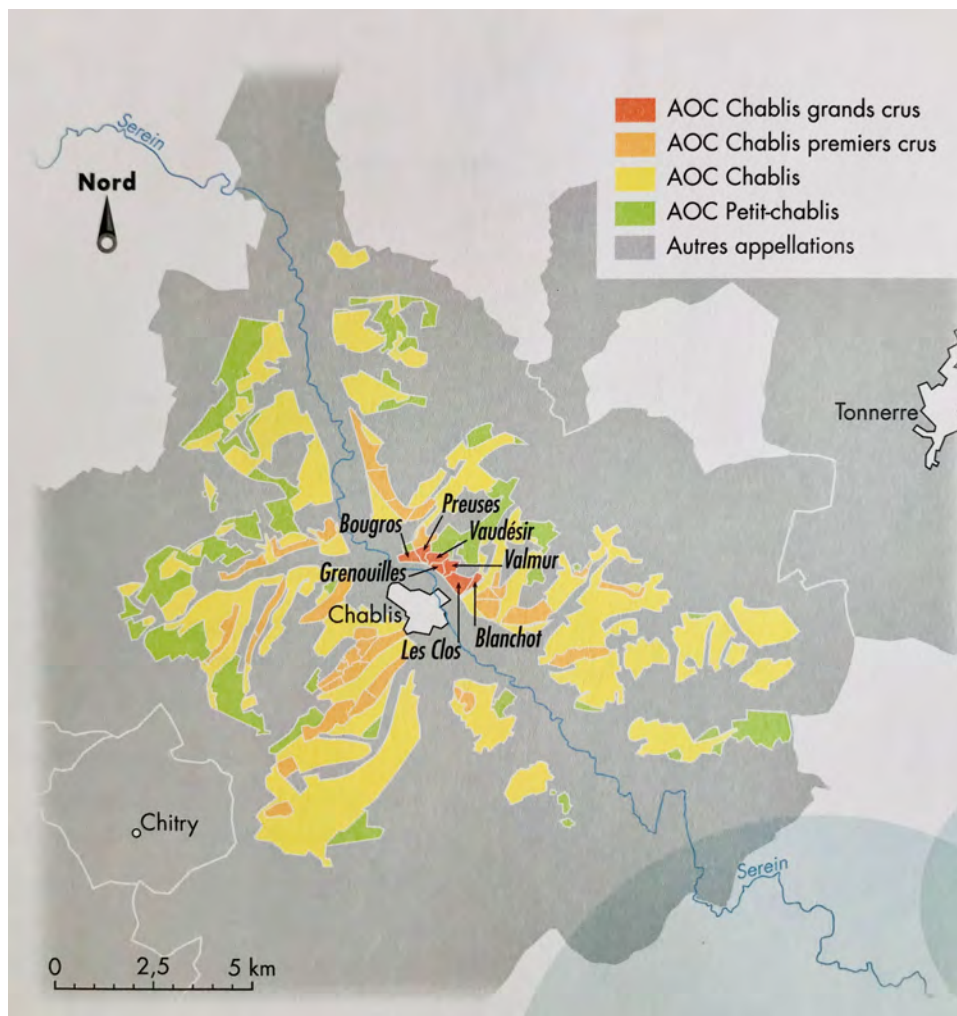 AOC Chablis grands crus
AOC Chablis premiers crus
AOC Chablis
AOC Petit-chablis
Autres appellations
Serein
Nord
Tonnerre
Preuses
Bougros
Vaudésir
Valmur
Grenouilles
Chablis
Blanchot
Les Clos
Chitry
Serein
0 2,5 5 km